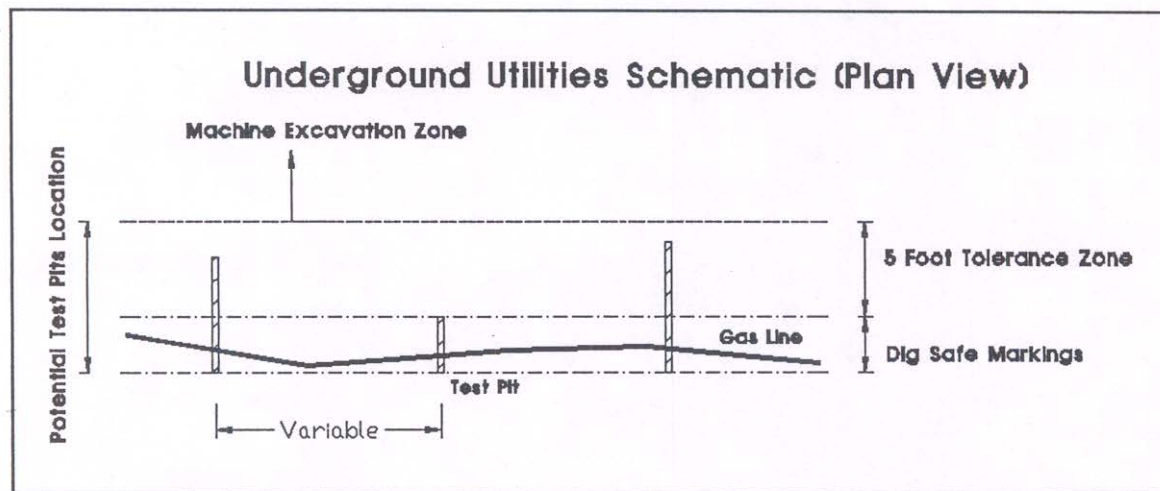 Underground Utilities Schematic (Plan View)
Machine Excavation Zone
Potential Test Pits Location
5 Foot Tolerance Zone
Gas Line
Dig Safe Markings
Test Pit
Variable